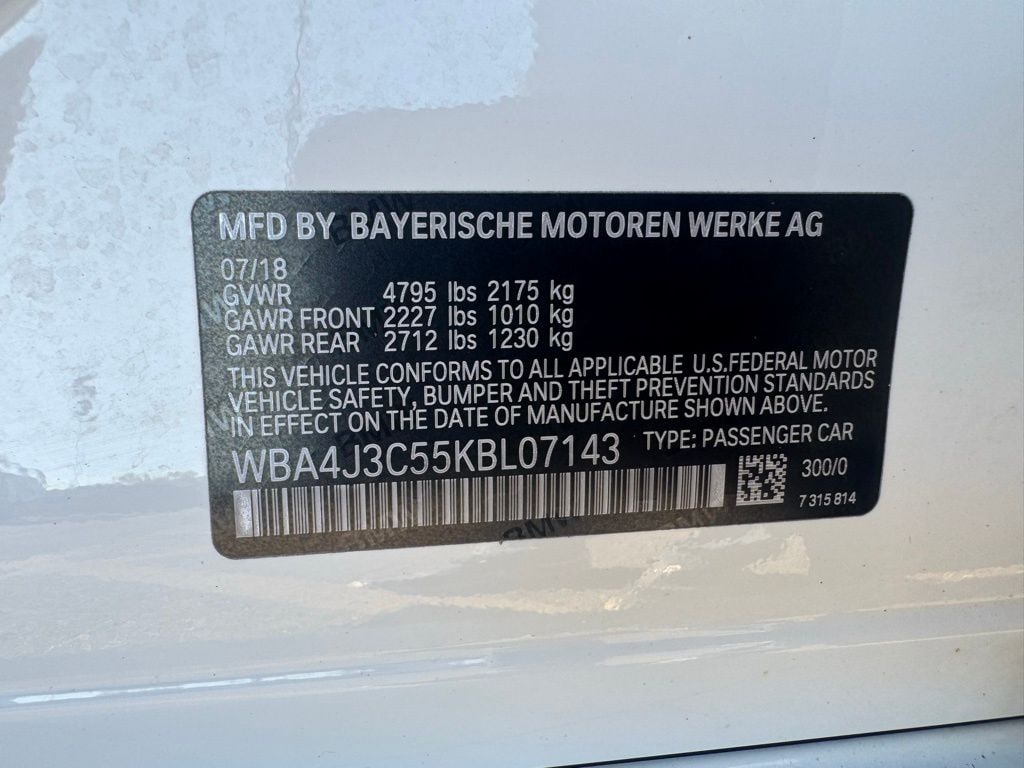 MFD BY BAYERISCHE MOTOREN WERKE AG
07/18
GVWR 4795 lbs 2175 kg
GAWR FRONT 2227 lbs 1010 kg
GAWR REAR 2712 lbs 1230 kg
THIS VEHICLE CONFORMS TO ALL APPLICABLE U.S.FEDERAL MOTOR
VEHICLE SAFETY, BUMPER AND THEFT PREVENTION STANDARDS
IN EFFECT ON THE DATE OF MANUFACTURE SHOWN ABOVE.
WBA4J3C55KBL07143 TYPE: PASSENGER CAR
300/0
7 315 814